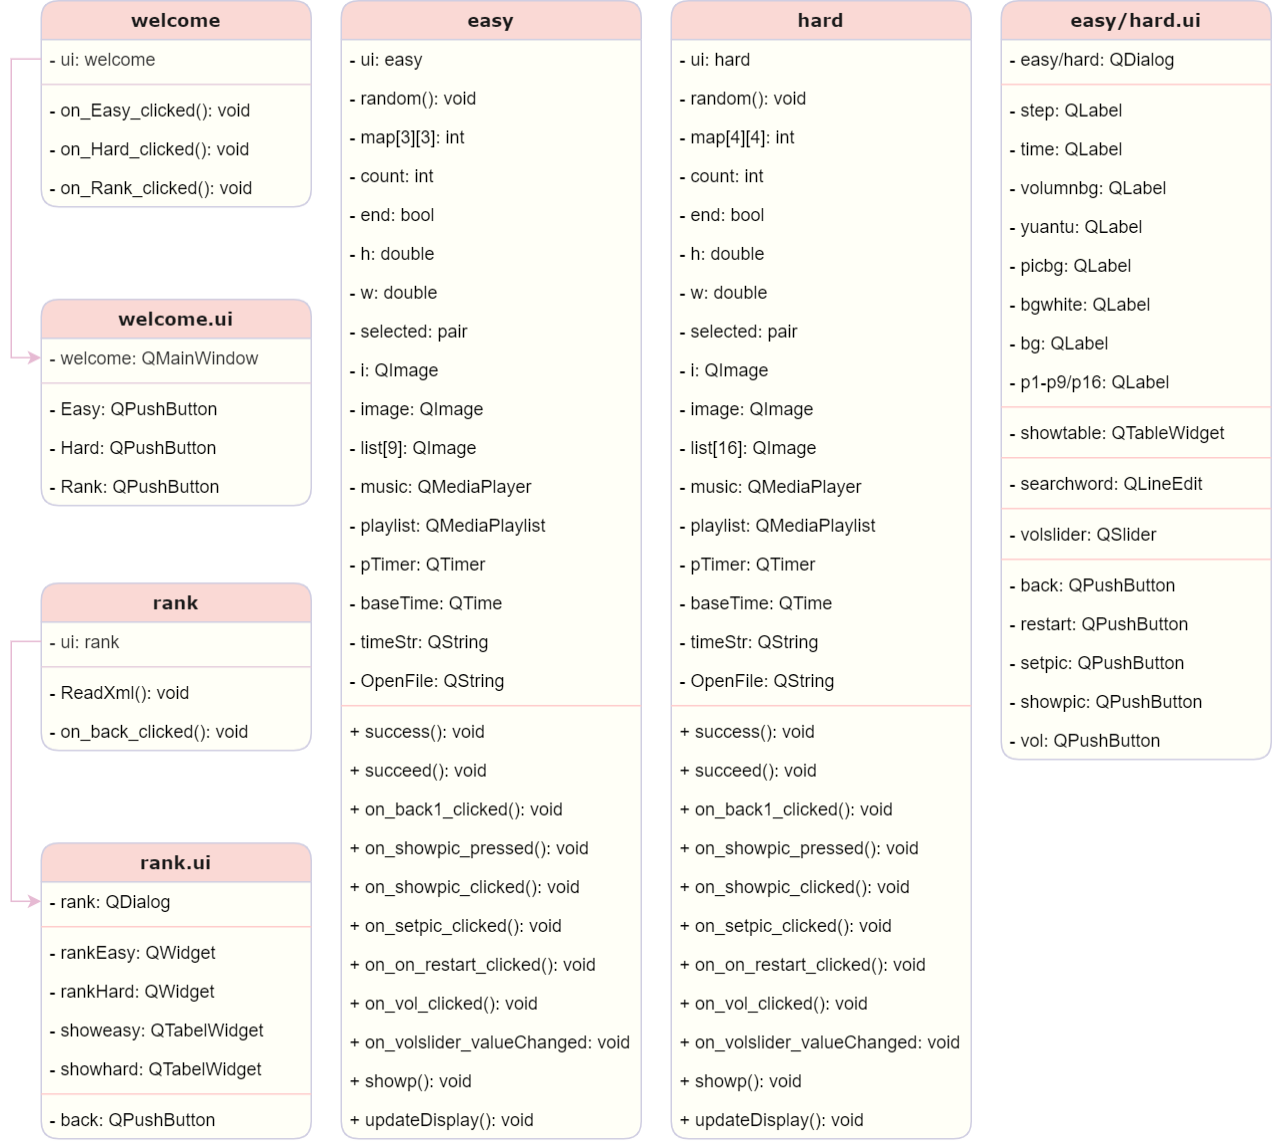 welcome
- ui: welcome
- on_Easy_clicked(): void
- on_Hard_clicked(): void
- on_Rank_clicked(): void
welcome.ui
- welcome: QMainWindow
- Easy: QPushButton
- Hard: QPushButton
- Rank: QPushButton
rank
- ui: rank
- ReadXml(): void
- on_back_clicked(): void
rank.ui
- rank: QDialog
- rankEasy: QWidget
- rankHard: QWidget
- showeasy: QTabelWidget
- showhard: QTabelWidget
- back: QPushButton
easy
- ui: easy
- random(): void
- map[3][3]: int
- count: int
- end: bool
- h: double
- w: double
- selected: pair
- i: QImage
- image: QImage
- list[9]: QImage
- music: QMediaPlayer
- playlist: QMediaPlaylist
- pTimer: QTimer
- baseTime: QTime
- timeStr: QString
- OpenFile: QString
+ success(): void
+ succeed(): void
+ on_back1_clicked(): void
+ on_showpic_pressed(): void
+ on_showpic_clicked(): void
+ on_setpic_clicked(): void
+ on_on_restart_clicked(): void
+ on_vol_clicked(): void
+ on_volslider_valueChanged: void
+ showp(): void
+ updateDisplay(): void
hard
- ui: hard
- random(): void
- map[4][4]: int
- count: int
- end: bool
- h: double
- w: double
- selected: pair
- i: QImage
- image: QImage
- list[16]: QImage
- music: QMediaPlayer
- playlist: QMediaPlaylist
- pTimer: QTimer
- baseTime: QTime
- timeStr: QString
- OpenFile: QString
+ success(): void
+ succeed(): void
+ on_back1_clicked(): void
+ on_showpic_pressed(): void
+ on_showpic_clicked(): void
+ on_setpic_clicked(): void
+ on_on_restart_clicked(): void
+ on_vol_clicked(): void
+ on_volslider_valueChanged: void
+ showp(): void
+ updateDisplay(): void
easy/hard.ui
- easy/hard: QDialog
- step: QLabel
- time: QLabel
- volumnbg: QLabel
- yuantu: QLabel
- picbg: QLabel
- bgwhite: QLabel
- bg: QLabel
- p1-p9/p16: QLabel
- showtable: QTableWidget
- searchword: QLineEdit
- volslider: QSlider
- back: QPushButton
- restart: QPushButton
- setpic: QPushButton
- showpic: QPushButton
- vol: QPushButton